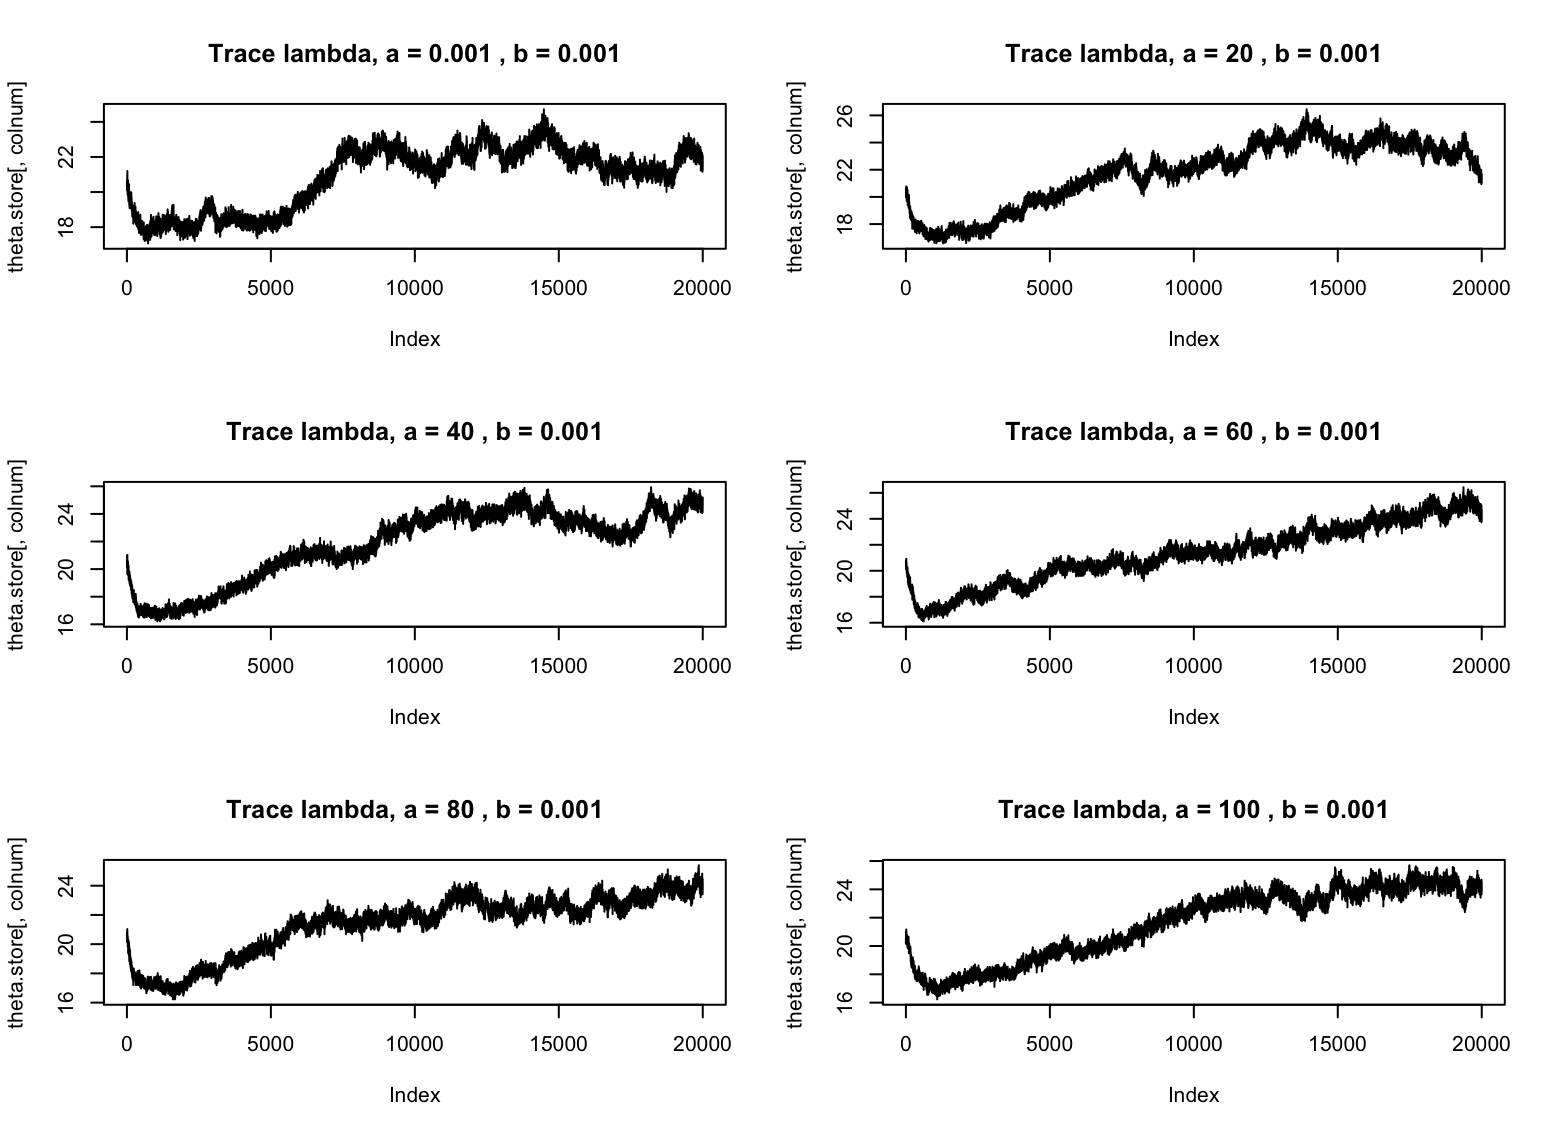 Trace lambda, a = 0.001 , b = 0.001
theta.store[, colnum]
22
18
0 5000 10000 15000 20000
Index
Trace lambda, a = 20 , b = 0.001
theta.store[, colnum]
26
22
18
0 5000 10000 15000 20000
Index
Trace lambda, a = 40 , b = 0.001
theta.store[, colnum]
24
20
16
0 5000 10000 15000 20000
Index
Trace lambda, a = 60 , b = 0.001
theta.store[, colnum]
24
20
16
0 5000 10000 15000 20000
Index
Trace lambda, a = 80 , b = 0.001
theta.store[, colnum]
24
20
16
0 5000 10000 15000 20000
Index
Trace lambda, a = 100 , b = 0.001
theta.store[, colnum]
24
20
16
0 5000 10000 15000 20000
Index